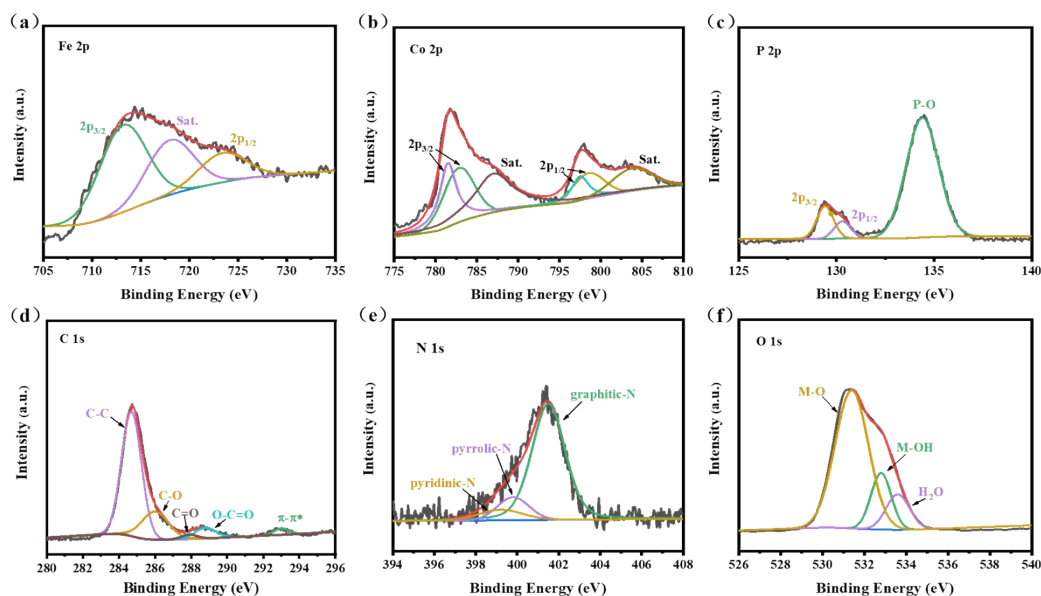 (a)
Fe 2p
2p3/2
Sat.
2p1/2
Intensity (a.u.)
705 710 715 720 725 730 735
Binding Energy (eV)
(b)
Co 2p
2p3/2
Sat.
2p1/2
Sat.
Intensity (a.u.)
775 780 785 790 795 800 805 810
Binding Energy (eV)
(c)
P 2p
P-O
2p3/2
2p1/2
Intensity (a.u.)
125 130 135 140
Binding Energy (eV)
(d)
C 1s
C-C
C-O
C=O
O-C=O
π-π*
Intensity (a.u.)
280 282 284 286 288 290 292 294 296
Binding Energy (eV)
(e)
N 1s
graphitic-N
pyrrolic-N
pyridinic-N
Intensity (a.u.)
394 396 398 400 402 404 406 408
Binding Energy (eV)
(f)
O 1s
M-O
M-OH
H2O
Intensity (a.u.)
526 528 530 532 534 536 538 540
Binding Energy (eV)